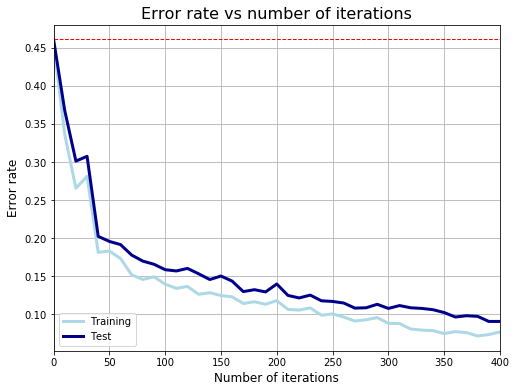 Error rate vs number of iterations
0.45
0.40
0.35
0.30
0.25
0.20
0.15
0.10
Error rate
Training
Test
0 50 100 150 200 250 300 350 400
Number of iterations